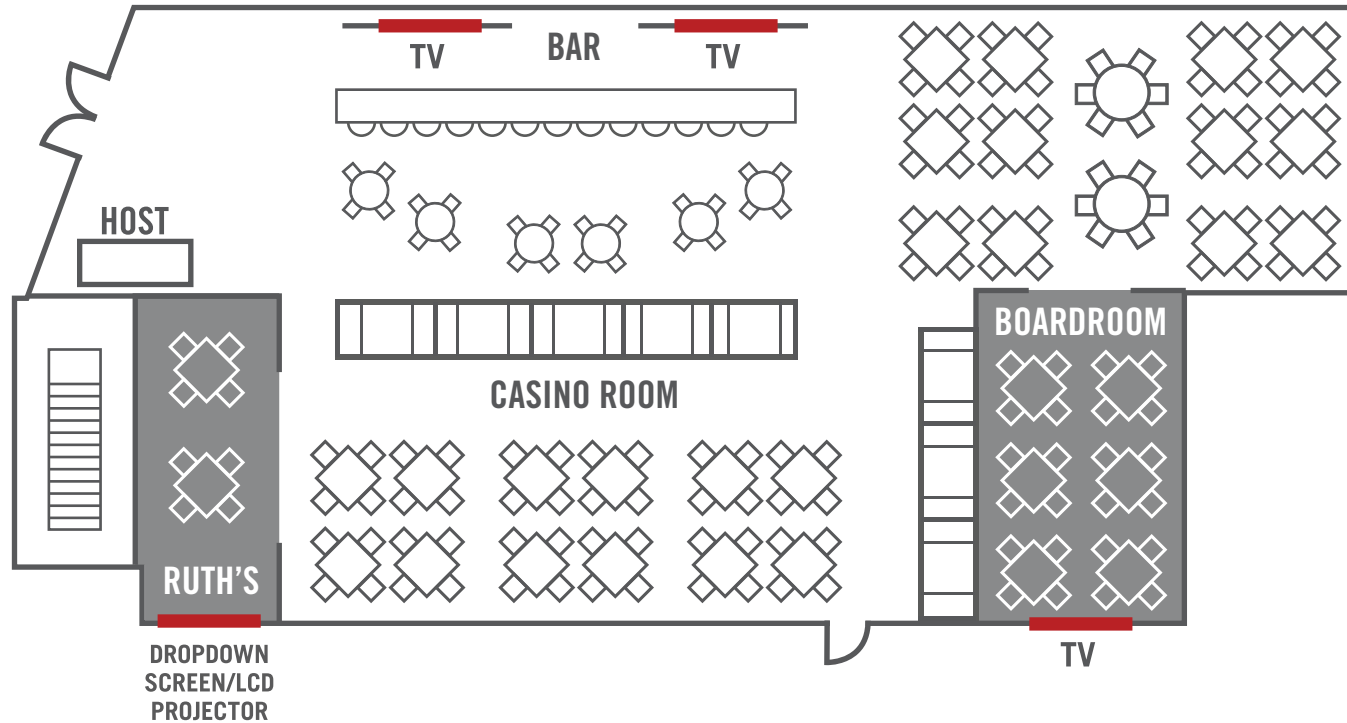 TV
BAR
TV
HOST
BOARDROOM
CASINO ROOM
RUTH'S
DROPDOWN
SCREEN/LCD
PROJECTOR
TV